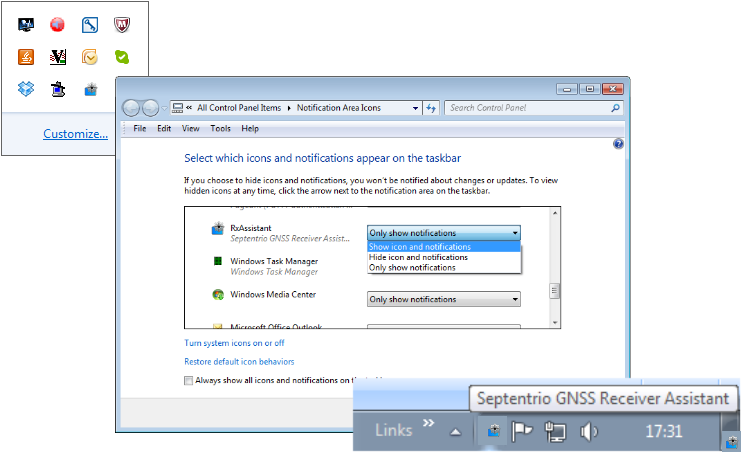 Customize...
« All Control Panel Items Notification Area Icons
Search Control Panel
File Edit View Tools Help
Select which icons and notifications appear on the taskbar
If you choose to hide icons and notifications, you won't be notified about changes or updates. To view
hidden icons at any time, click the arrow next to the notification area on the taskbar.
RxAssistant
Septentrio GNSS Receiver Assist...
Only show notifications
Show icon and notifications
Hide icon and notifications
Only show notifications
Windows Task Manager
Windows Task Manager
Windows Media Center
Only show notifications
Microsoft Office Outlook
Turn system icons on or off
Restore default icon behaviors
Always show all icons and notifications on
Septentrio GNSS Receiver Assistant
Links »
17:31